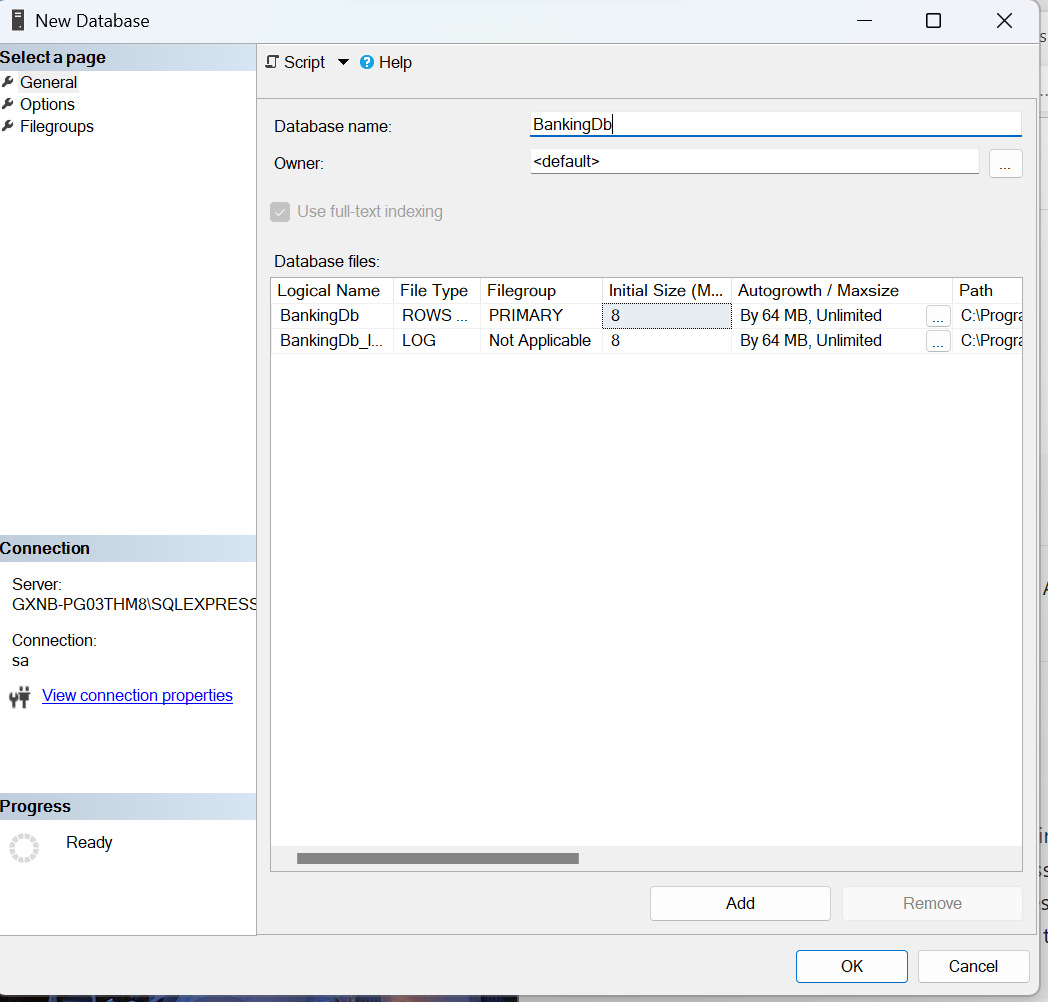 New Database
Select a page
General
Options
Filegroups
Script
Help
Database name:
BankingDb
Owner:
<default>
...
Use full-text indexing
Database files:
Logical Name File Type Filegroup Initial Size (M... Autogrowth / Maxsize Path
BankingDb ROWS ... PRIMARY 8 By 64 MB, Unlimited ... C:\Progra
BankingDb_l... LOG Not Applicable 8 By 64 MB, Unlimited ... C:\Progra
Connection
Server:
GXNB-PG03THM8\SQLEXPRESS
Connection:
sa
View connection properties
Progress
Ready
Add Remove
OK Cancel